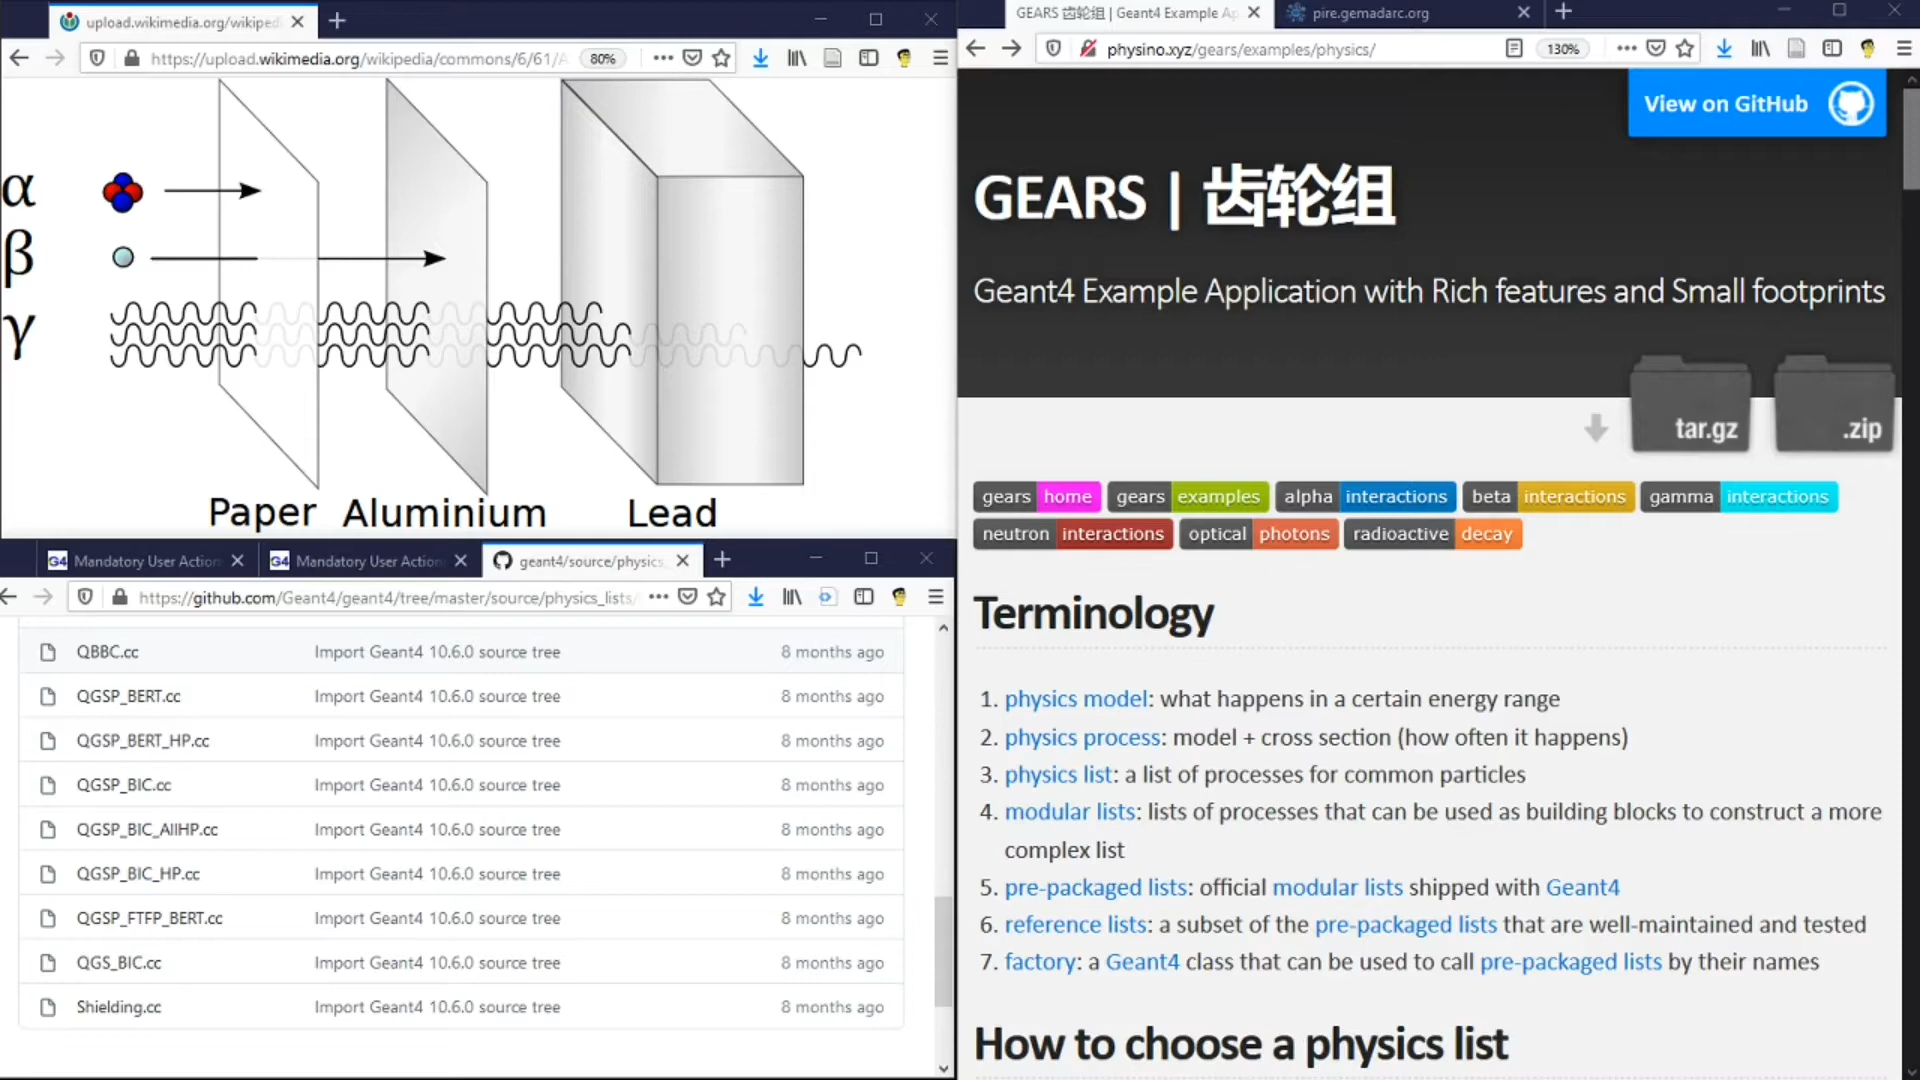 upload.wikimedia.org/wikiped
https://upload.wikimedia.org/wikipedia/commons/6/61/A
80%
α
β
γ
Paper Aluminium Lead
Mandatory User Action
Mandatory User Action
geant4/source/physics_
https://github.com/Geant4/geant4/tree/master/source/physics_lists/
QBBC.cc Import Geant4 10.6.0 source tree 8 months ago
QGSP_BERT.cc Import Geant4 10.6.0 source tree 8 months ago
QGSP_BERT_HP.cc Import Geant4 10.6.0 source tree 8 months ago
QGSP_BIC.cc Import Geant4 10.6.0 source tree 8 months ago
QGSP_BIC_AllHP.cc Import Geant4 10.6.0 source tree 8 months ago
QGSP_BIC_HP.cc Import Geant4 10.6.0 source tree 8 months ago
QGSP_FTFP_BERT.cc Import Geant4 10.6.0 source tree 8 months ago
QGS_BIC.cc Import Geant4 10.6.0 source tree 8 months ago
Shielding.cc Import Geant4 10.6.0 source tree 8 months ago
GEARS 齿轮组 | Geant4 Example Ap
pire.gemadarc.org
physino.xyz/gears/examples/physics/
130%
View on GitHub
GEARS | 齿轮组
Geant4 Example Application with Rich features and Small footprints
tar.gz
.zip
gears home gears examples alpha interactions beta interactions gamma interactions
neutron interactions optical photons radioactive decay
Terminology
1. physics model: what happens in a certain energy range
2. physics process: model + cross section (how often it happens)
3. physics list: a list of processes for common particles
4. modular lists: lists of processes that can be used as building blocks to construct a more
complex list
5. pre-packaged lists: official modular lists shipped with Geant4
6. reference lists: a subset of the pre-packaged lists that are well-maintained and tested
7. factory: a Geant4 class that can be used to call pre-packaged lists by their names
How to choose a physics list